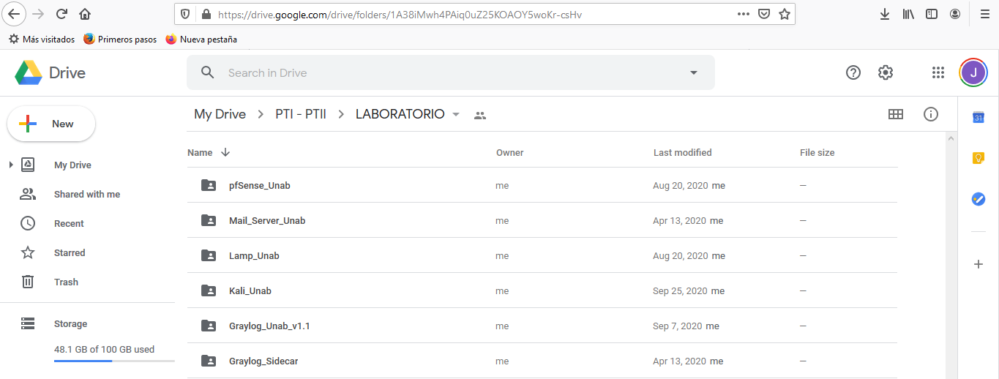 https://drive.google.com/drive/folders/1A38iMwh4PAiq0uZ25KOAOY5woKr-csHv
Más visitados Primeros pasos Nueva pestaña
Drive Search in Drive J
New My Drive PTI - PTII LABORATORIO 31
Name Owner Last modified File size
My Drive
Shared with me
Recent
Starred
Trash
Storage
48.1 GB of 100 GB used
pfSense_Unab me Aug 20, 2020 me —
Mail_Server_Unab me Apr 13, 2020 me —
Lamp_Unab me Aug 20, 2020 me —
Kali_Unab me Sep 25, 2020 me —
Graylog_Unab_v1.1 me Sep 7, 2020 me —
Graylog_Sidecar me Apr 13, 2020 me —